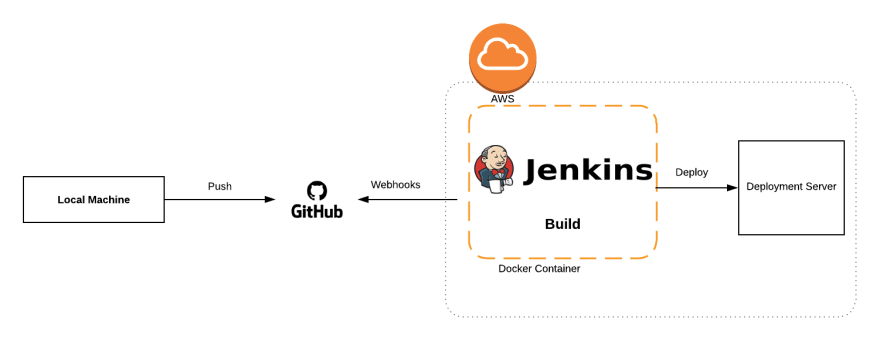 AWS
Jenkins
Deploy
Deployment Server
Push
Webhooks
Local Machine
GitHub
Build
Docker Container